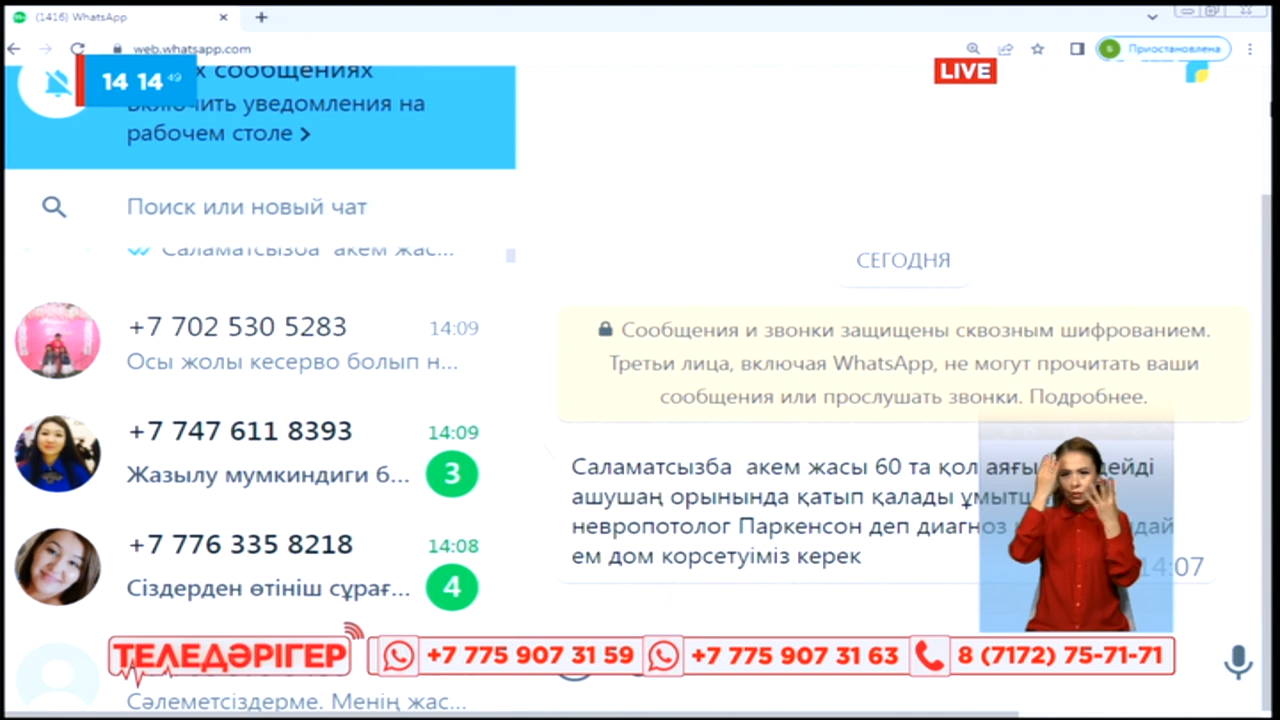 (1416) WhatsApp
web.whatsapp.com
Приостановлена
14 14 49
LIVE
сообщениях
Включить уведомления на
рабочем столе
Поиск или новый чат
Саламатсызба акем жас...
+7 702 530 5283 14:09
Осы жолы кесерво болып н...
+7 747 611 8393 14:09
Жазылу мумкиндиги б... 3
+7 776 335 8218 14:08
Сіздерден өтініш сұрағ... 4
Сәлеметсіздерме. Менің жас...
СЕГОДНЯ
Сообщения и звонки защищены сквозным шифрованием.
Третьи лица, включая WhatsApp, не могут прочитать ваши
сообщения или прослушать звонки. Подробнее.
Саламатсызба акем жасы 60 та қол
ашушаң орынында қатып қалады
невропотолог Паркенсон деп диагноз
ем дом корсетуіміз керек
14:07
ТЕЛЕДӘРІГЕР
+7 775 907 31 59 +7 775 907 31 63 8 (7172) 75-71-71